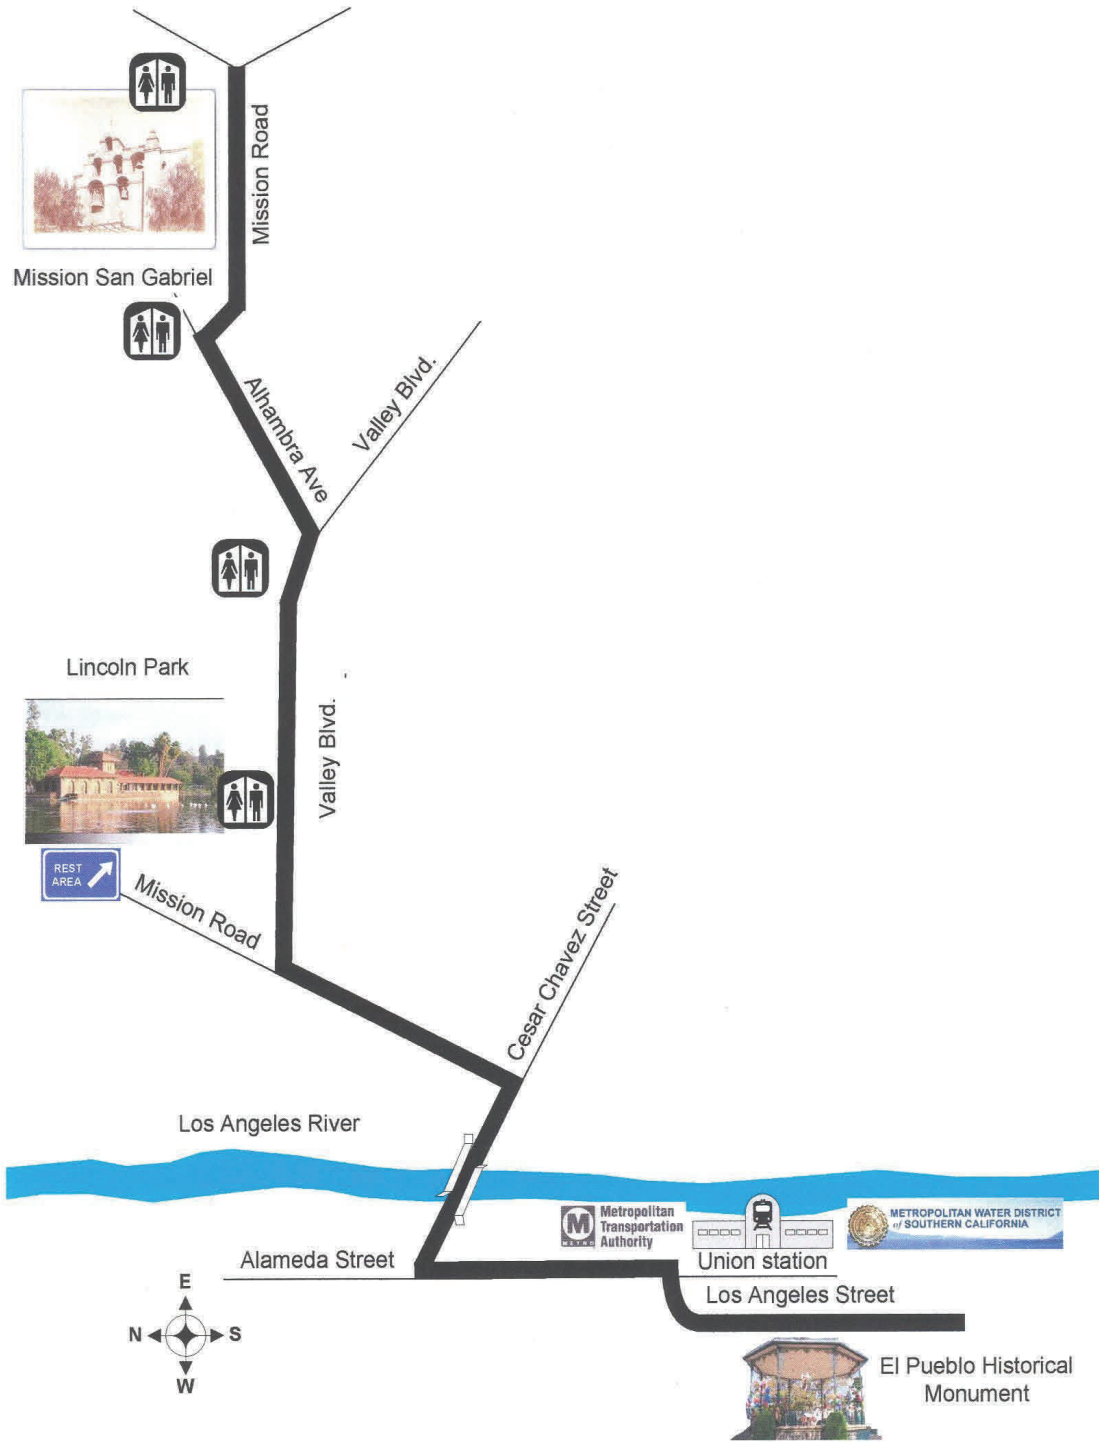 Mission Road
Mission San Gabriel
Alhambra Ave
Valley Blvd.
Lincoln Park
Valley Blvd.
REST
AREA
Mission Road
Cesar Chavez Street
Los Angeles River
M
METRO
Metropolitan
Transportation
Authority
METROPOLITAN WATER DISTRICT
of SOUTHERN CALIFORNIA
Alameda Street
Union station
Los Angeles Street
E
N
S
W
El Pueblo Historical
Monument